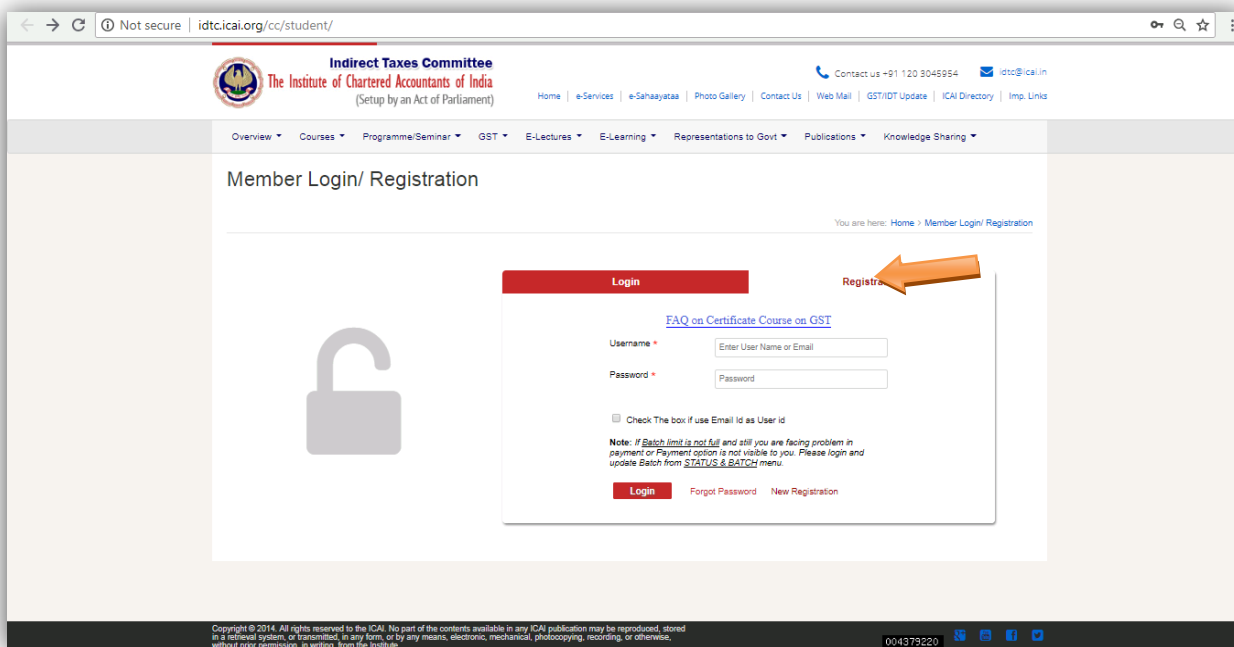 Not secure | idtc.icai.org/cc/student/
Indirect Taxes Committee
The Institute of Chartered Accountants of India
(Setup by an Act of Parliament)
Contact us +91 120 3045954 idtc@icai.in
Home | e-Services | e-Sahaayataa | Photo Gallery | Contact Us | Web Mail | GST/IDT Update | ICAI Directory | Imp. Links
Overview Courses Programme/Seminar GST E-Lectures E-Learning Representations to Govt Publications Knowledge Sharing
Member Login/ Registration
You are here: Home > Member Login/ Registration
Login
FAQ on Certificate Course on GST
Username * Enter User Name or Email
Password * Password
Check The box if use Email Id as User id
Note: If Batch limit is not full and still you are facing problem in
payment or Payment option is not visible to you. Please login and
update Batch from STATUS & BATCH menu.
Login Forgot Password New Registration
Copyright © 2014. All rights reserved to the ICAI. No part of the contents available in any ICAI publication may be reproduced, stored
in a retrieval system, or transmitted, in any form, or by any means, electronic, mechanical, photocopying, recording, or otherwise,
without prior permission, in writing, from the Institute.
004379220